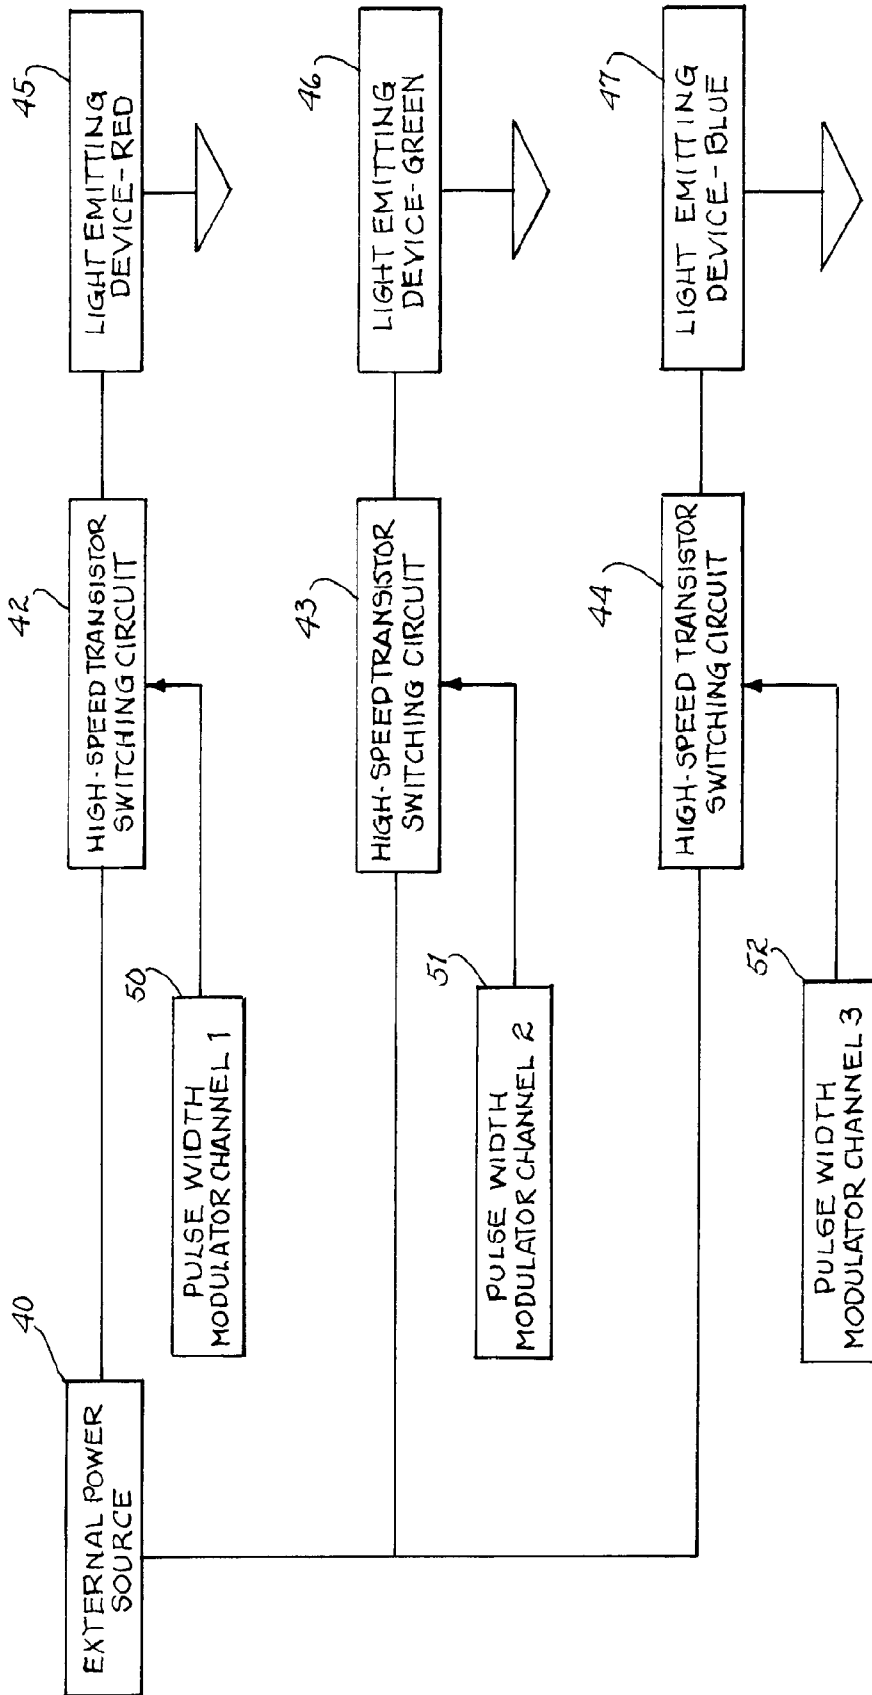 40
EXTERNAL POWER
SOURCE
42
HIGH-SPEED TRANSISTOR
SWITCHING CIRCUIT
45
LIGHT EMITTING
DEVICE-RED
50
PULSE WIDTH
MODULATOR CHANNEL 1
43
HIGH-SPEED TRANSISTOR
SWITCHING CIRCUIT
46
LIGHT EMITTING
DEVICE-GREEN
51
PULSE WIDTH
MODULATOR CHANNEL 2
44
HIGH-SPEED TRANSISTOR
SWITCHING CIRCUIT
47
LIGHT EMITTING
DEVICE-BLUE
52
PULSE WIDTH
MODULATOR CHANNEL 3